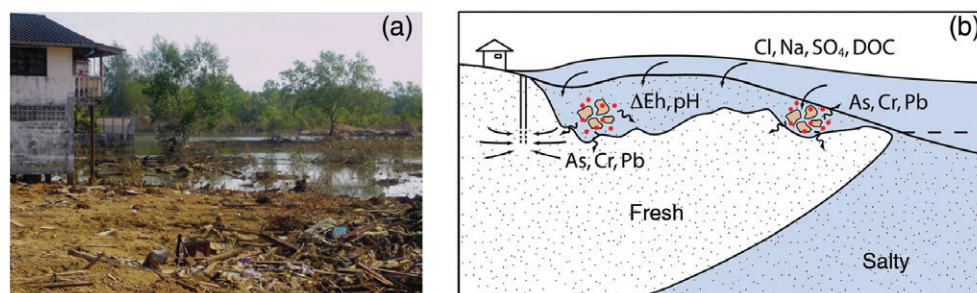 (a)
(b)
Cl, Na, SO₄, DOC
ΔEh, pH
As, Cr, Pb
As, Cr, Pb
Fresh
Salty